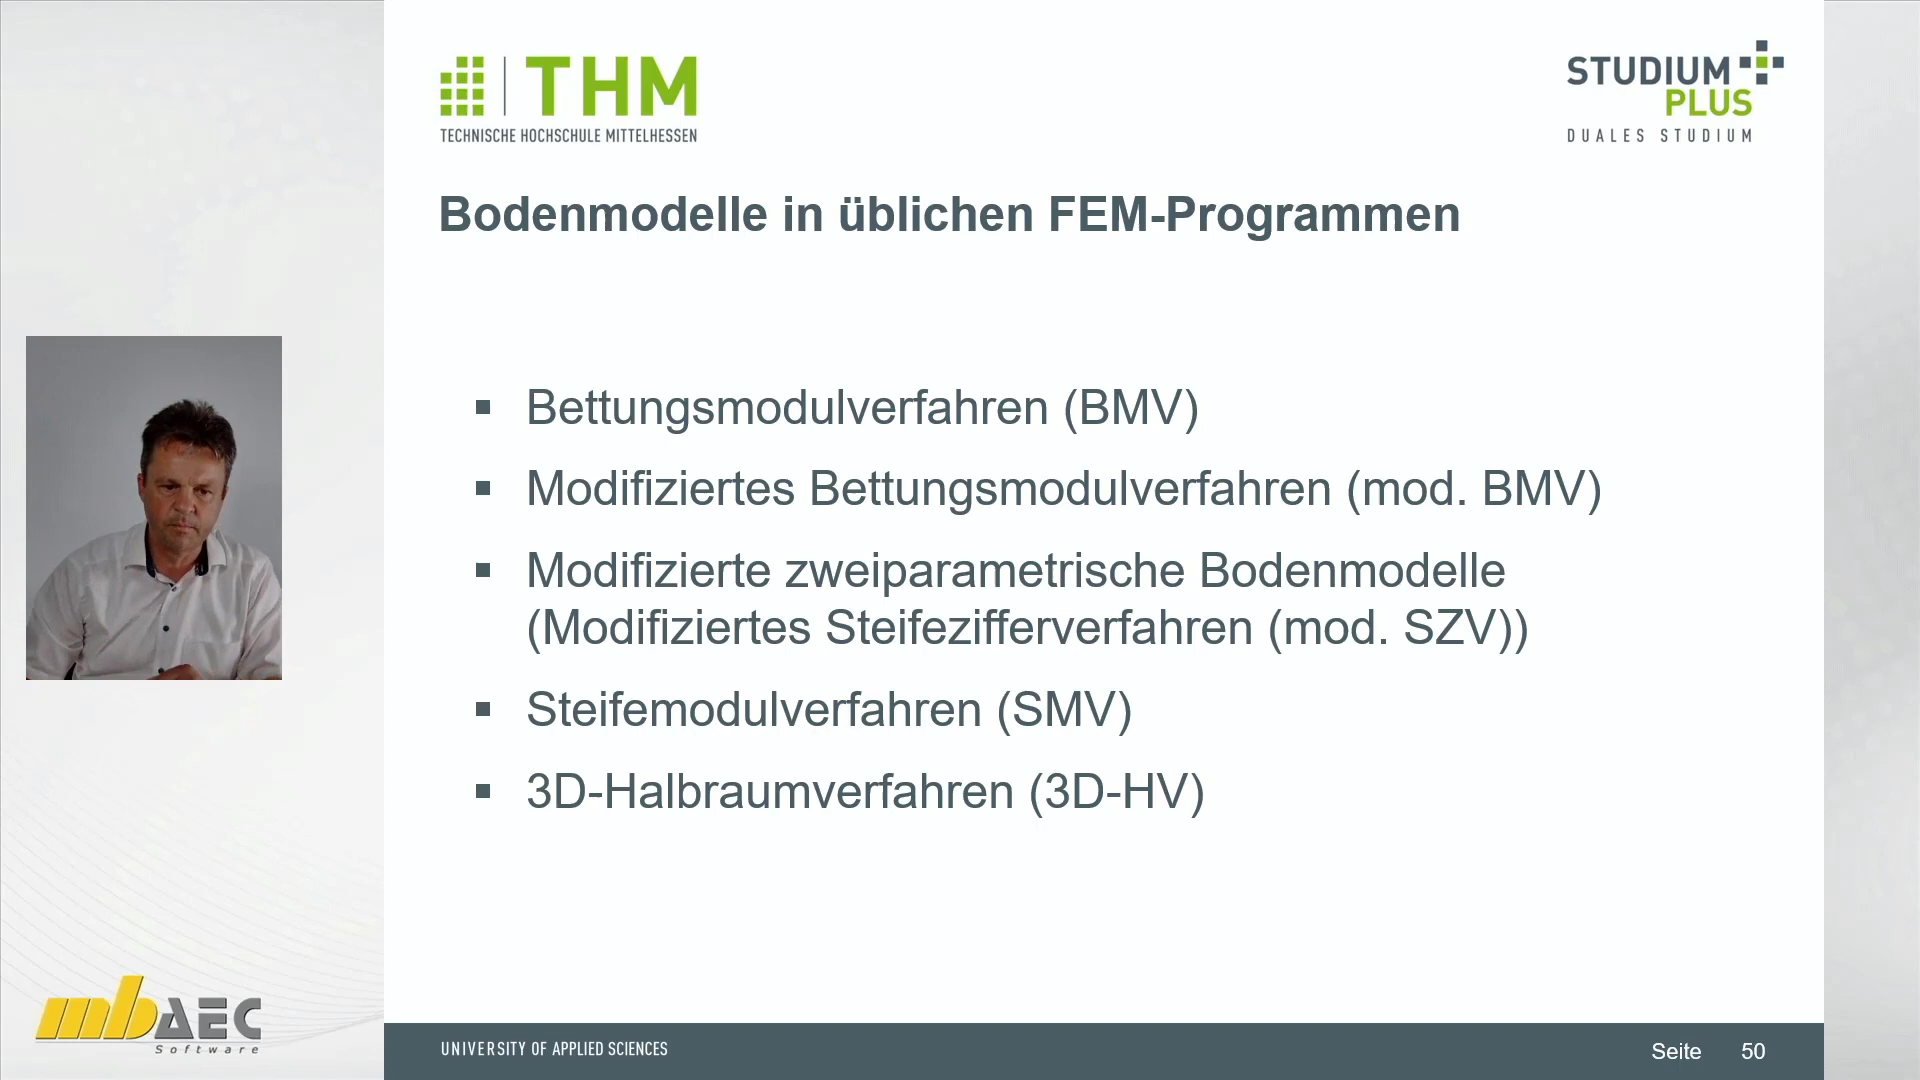 THM
TECHNISCHE HOCHSCHULE MITTELHESSEN
STUDIUM
PLUS
DUALES STUDIUM
Bodenmodelle in üblichen FEM-Programmen
▪ Bettungsmodulverfahren (BMV)
▪ Modifiziertes Bettungsmodulverfahren (mod. BMV)
▪ Modifizierte zweiparametrische Bodenmodelle
(Modifiziertes Steifezifferverfahren (mod. SZV))
▪ Steifemodulverfahren (SMV)
▪ 3D-Halbraumverfahren (3D-HV)
mb AEC
Software
UNIVERSITY OF APPLIED SCIENCES
Seite 50